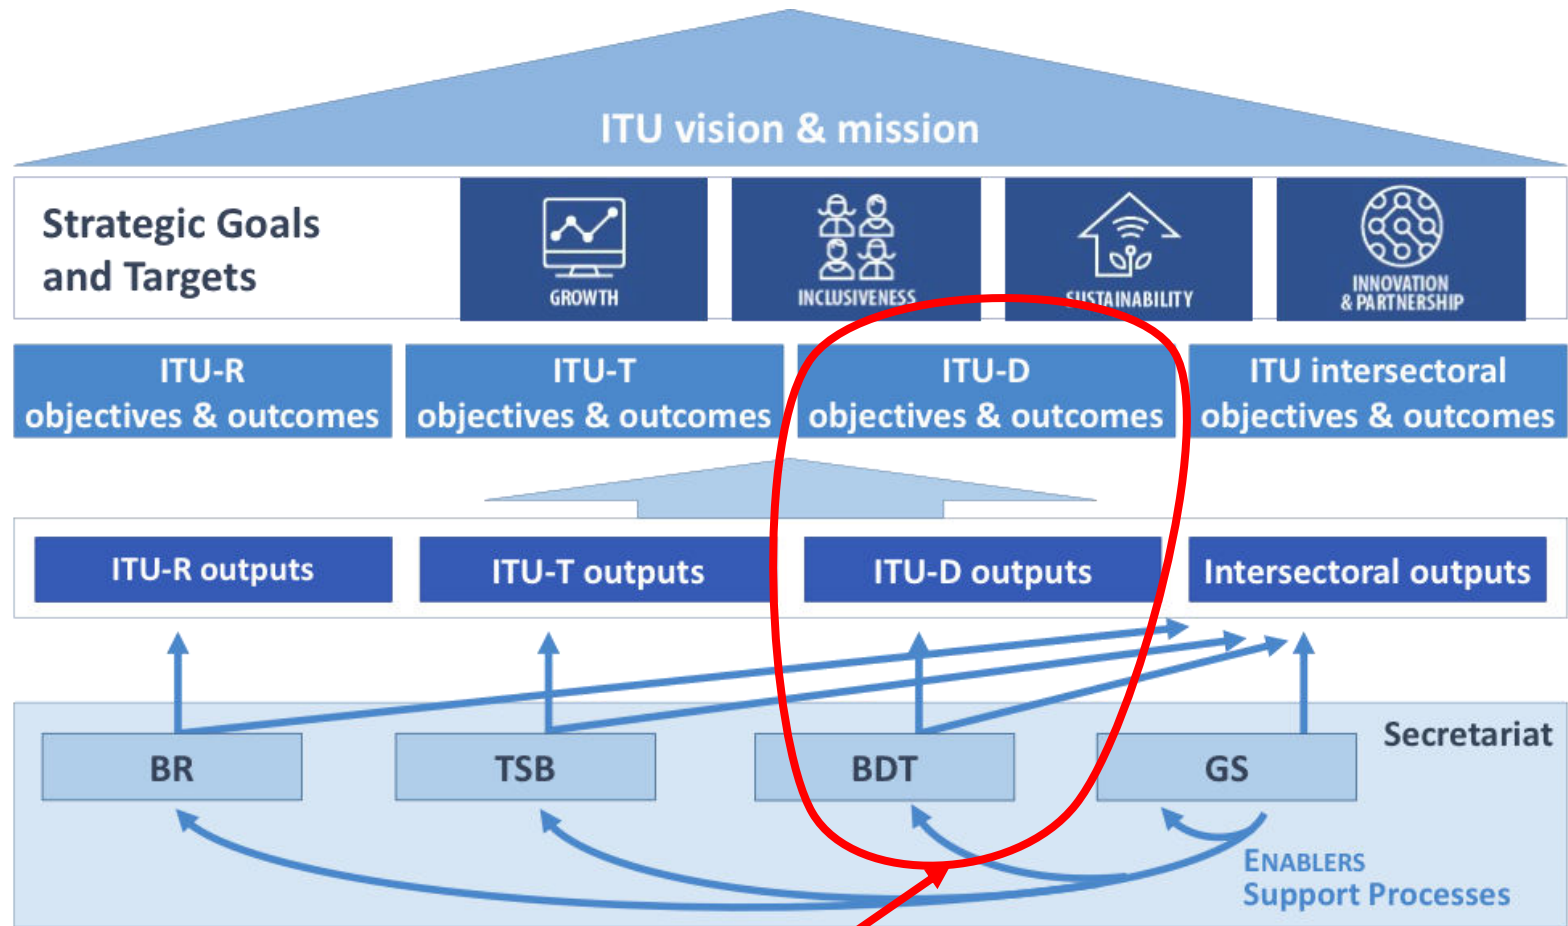 ITU vision & mission
Strategic Goals
and Targets
GROWTH
INCLUSIVENESS
SUSTAINABILITY
INNOVATION
& PARTNERSHIP
ITU-R
objectives & outcomes
ITU-T
objectives & outcomes
ITU-D
objectives & outcomes
ITU intersectoral
objectives & outcomes
ITU-R outputs
ITU-T outputs
ITU-D outputs
Intersectoral outputs
Secretariat
BR
TSB
BDT
GS
ENABLERS
Support Processes